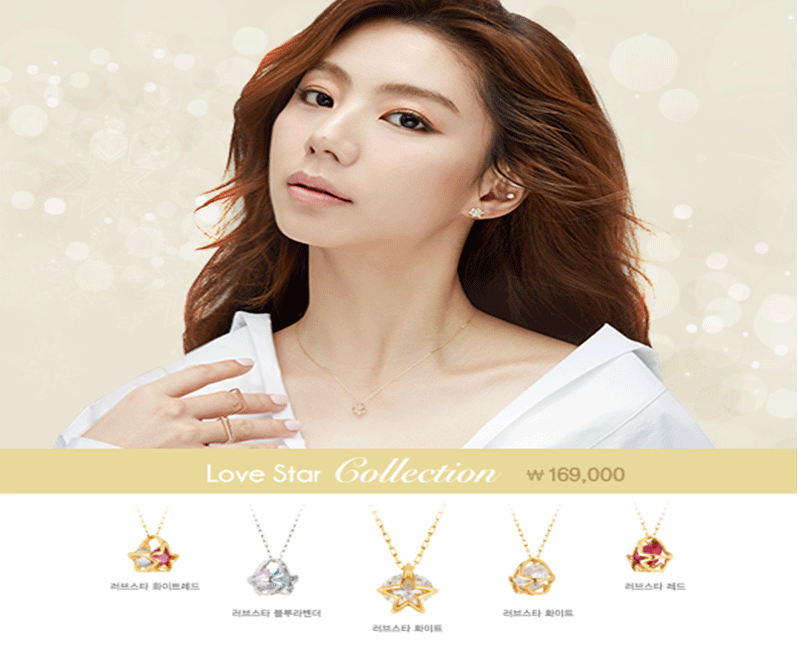 Love Star Collection ₩169,000
러브스타 화이트레드
러브스타 블루라벤더
러브스타 화이트
러브스타 화이트
러브스타 레드